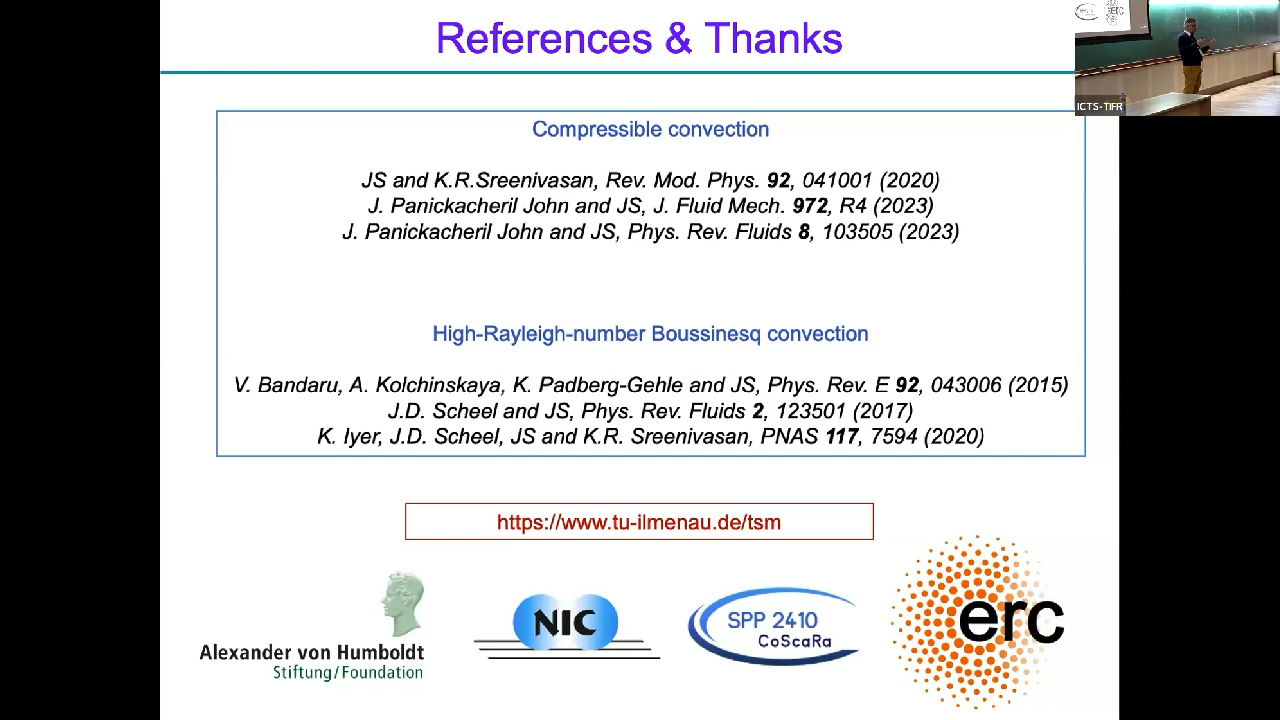 References & Thanks
ICTS-TIFR
Compressible convection
JS and K.R.Sreenivasan, Rev. Mod. Phys. 92, 041001 (2020)
J. Panickacheril John and JS, J. Fluid Mech. 972, R4 (2023)
J. Panickacheril John and JS, Phys. Rev. Fluids 8, 103505 (2023)
High-Rayleigh-number Boussinesq convection
V. Bandaru, A. Kolchinskaya, K. Padberg-Gehle and JS, Phys. Rev. E 92, 043006 (2015)
J.D. Scheel and JS, Phys. Rev. Fluids 2, 123501 (2017)
K. Iyer, J.D. Scheel, JS and K.R. Sreenivasan, PNAS 117, 7594 (2020)
https://www.tu-ilmenau.de/tsm
Alexander von Humboldt
Stiftung/Foundation
NIC
SPP 2410
CoScaRa
erc